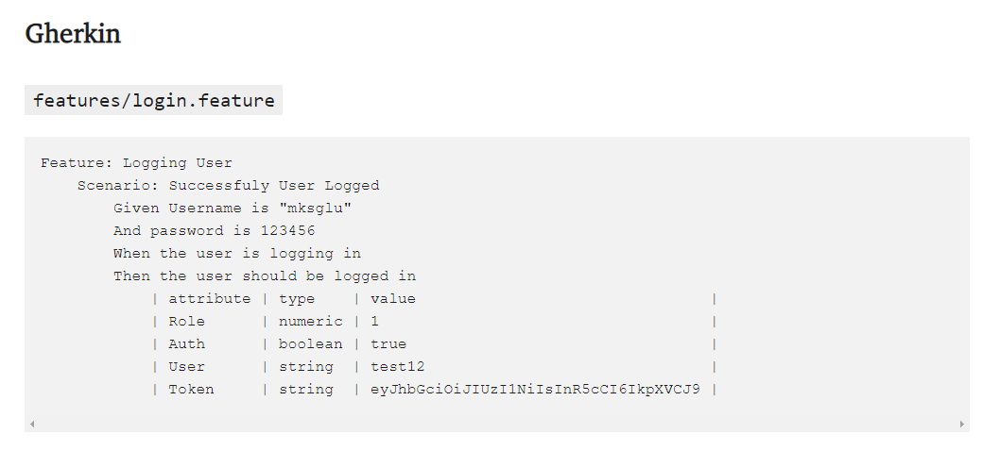 Gherkin
features/login.feature
Feature: Logging User
    Scenario: Successfuly User Logged
        Given Username is "mksglu"
        And password is 123456
        When the user is logging in
        Then the user should be logged in
            | attribute | type    | value                                |
            | Role      | numeric | 1                                    |
            | Auth      | boolean | true                                 |
            | User      | string  | test12                               |
            | Token     | string  | eyJhbGciOiJIUzI1NiIsInR5cCI6IkpXVCJ9 |